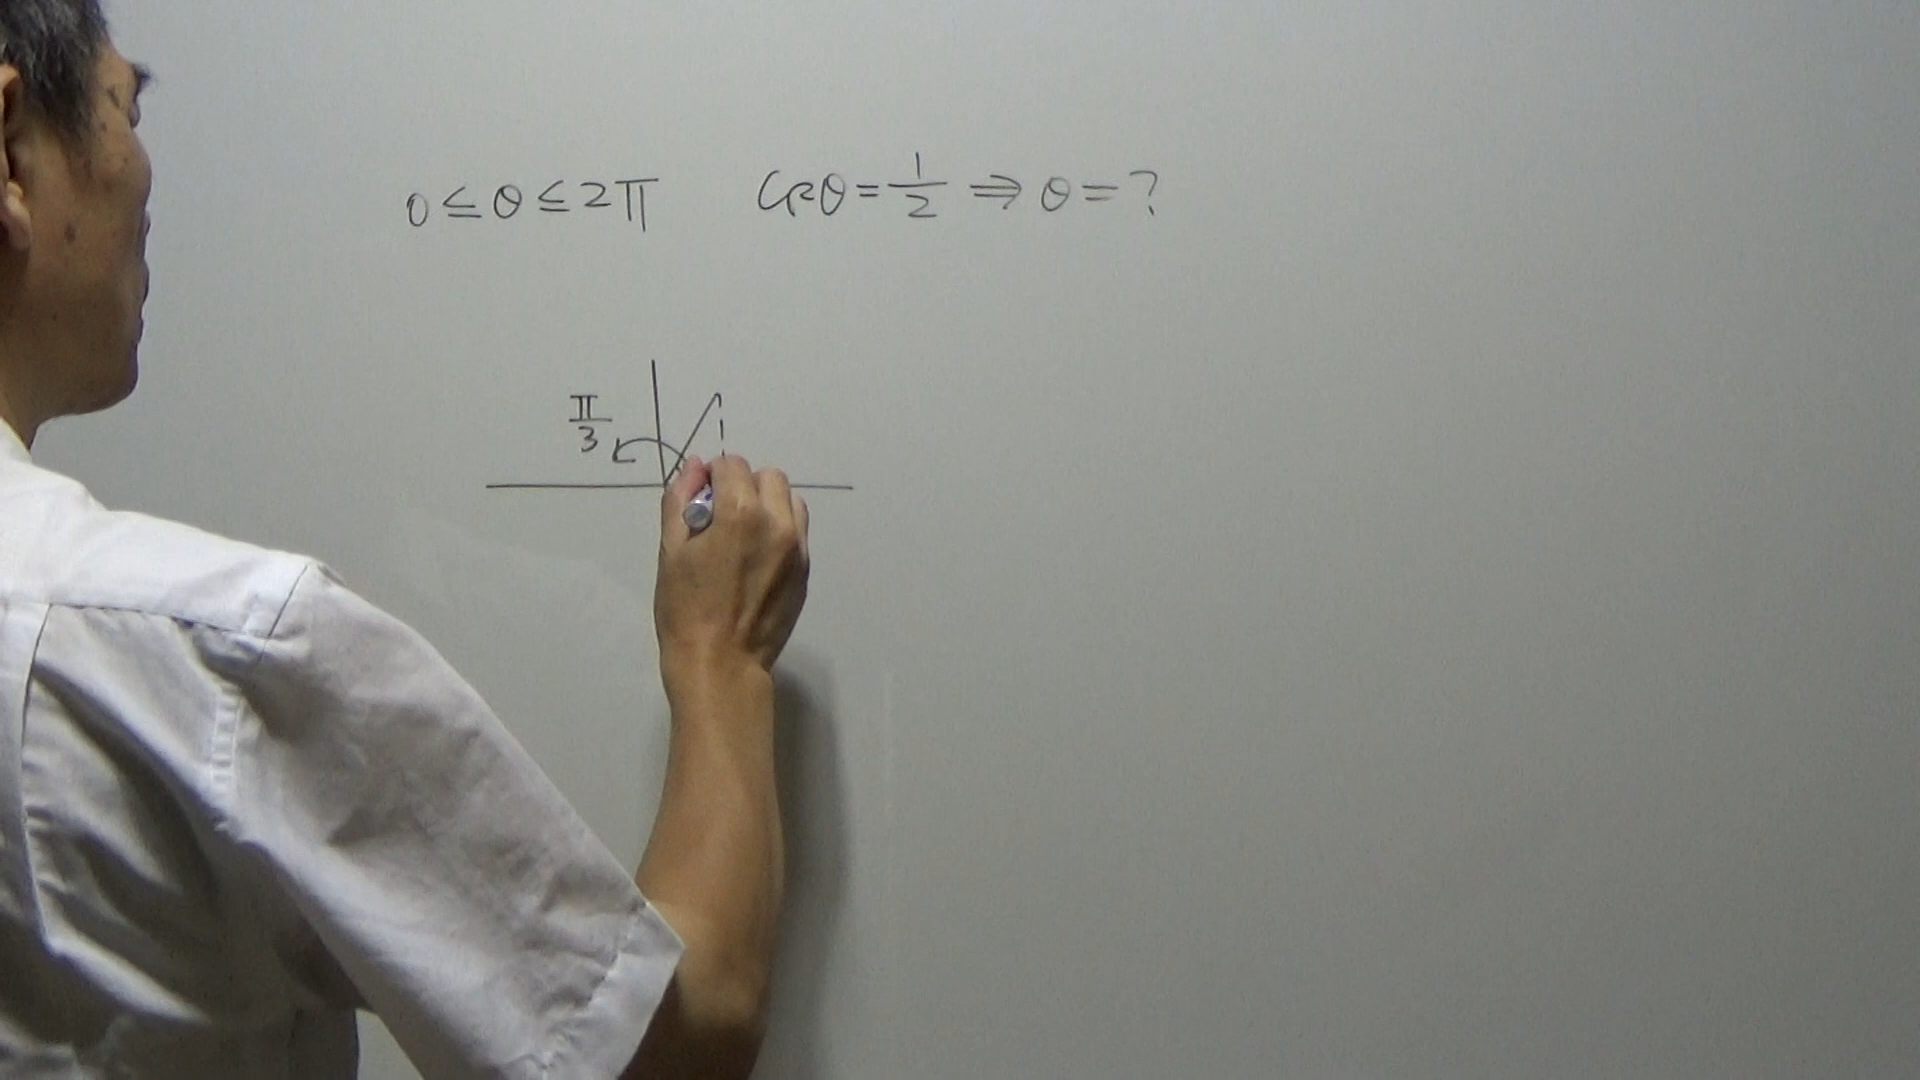 0 ≦ θ ≦ 2π cosθ = 1/2 ⇒ θ = ?
π/3